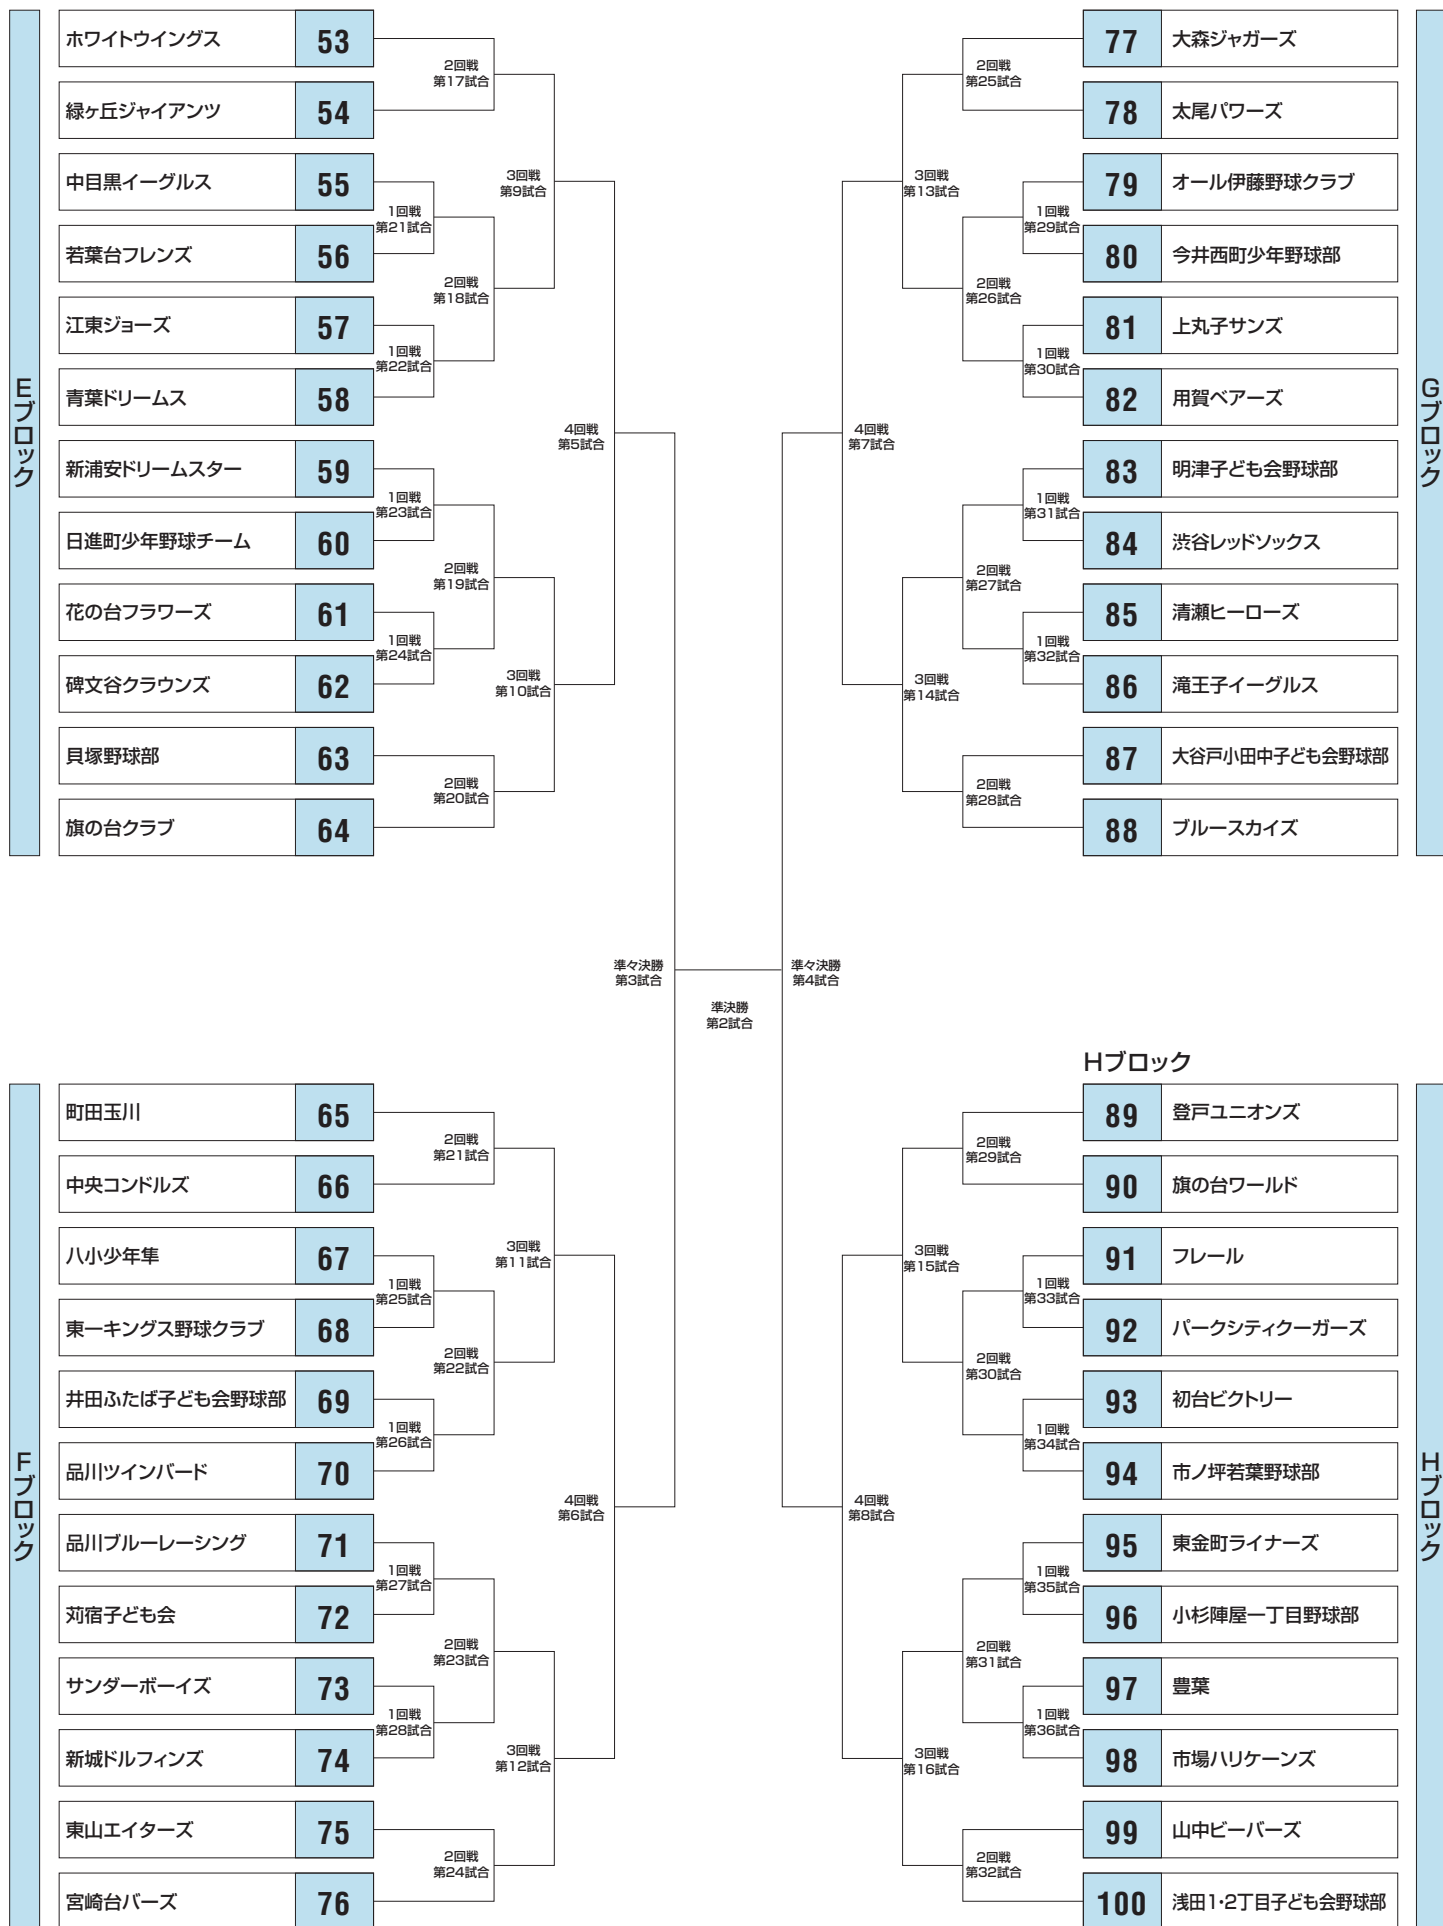 Eブロック
ホワイトウイングス 53
緑ヶ丘ジャイアンツ 54
中目黒イーグルス 55
若葉台フレンズ 56
江東ジョーズ 57
青葉ドリームス 58
新浦安ドリームスター 59
日進町少年野球チーム 60
花の台フラワーズ 61
碑文谷クラウンズ 62
貝塚野球部 63
旗の台クラブ 64
2回戦
第17試合
1回戦
第21試合
2回戦
第18試合
1回戦
第22試合
1回戦
第23試合
2回戦
第19試合
1回戦
第24試合
2回戦
第20試合
3回戦
第9試合
3回戦
第10試合
4回戦
第5試合
Gブロック
77 大森ジャガーズ
78 太尾パワーズ
79 オール伊藤野球クラブ
80 今井西町少年野球部
81 上丸子サンズ
82 用賀ベアーズ
83 明津子ども会野球部
84 渋谷レッドソックス
85 清瀬ヒーローズ
86 滝王子イーグルス
87 大谷戸小田中子ども会野球部
88 ブルースカイズ
2回戦
第25試合
1回戦
第29試合
2回戦
第26試合
1回戦
第30試合
1回戦
第31試合
2回戦
第27試合
1回戦
第32試合
2回戦
第28試合
3回戦
第13試合
3回戦
第14試合
4回戦
第7試合
準々決勝
第3試合
準決勝
第2試合
準々決勝
第4試合
Fブロック
町田玉川 65
中央コンドルズ 66
八小少年隼 67
東一キングス野球クラブ 68
井田ふたば子ども会野球部 69
品川ツインバード 70
品川ブルーレーシング 71
苅宿子ども会 72
サンダーボーイズ 73
新城ドルフィンズ 74
東山エイターズ 75
宮崎台バーズ 76
2回戦
第21試合
1回戦
第25試合
2回戦
第22試合
1回戦
第26試合
1回戦
第27試合
2回戦
第23試合
1回戦
第28試合
2回戦
第24試合
3回戦
第11試合
3回戦
第12試合
4回戦
第6試合
Hブロック
Hブロック
89 登戸ユニオンズ
90 旗の台ワールド
91 フレール
92 パークシティクーガーズ
93 初台ビクトリー
94 市ノ坪若葉野球部
95 東金町ライナーズ
96 小杉陣屋一丁目野球部
97 豊葉
98 市場ハリケーンズ
99 山中ビーバーズ
100 浅田1・2丁目子ども会野球部
2回戦
第29試合
1回戦
第33試合
2回戦
第30試合
1回戦
第34試合
1回戦
第35試合
2回戦
第31試合
1回戦
第36試合
2回戦
第32試合
3回戦
第15試合
3回戦
第16試合
4回戦
第8試合